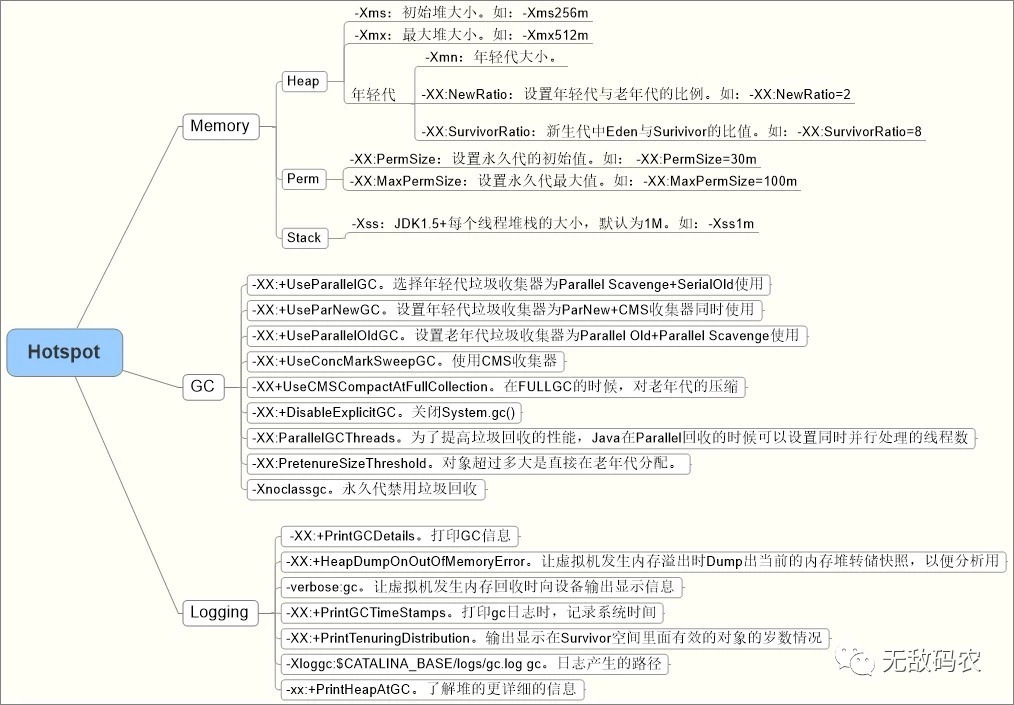 Hotspot
Memory
Heap
-Xms：初始堆大小。如：-Xms256m
-Xmx：最大堆大小。如：-Xmx512m
年轻代
-Xmn：年轻代大小。
-XX:NewRatio：设置年轻代与老年代的比例。如：-XX:NewRatio=2
-XX:SurvivorRatio：新生代中Eden与Surivivor的比值。如：-XX:SurvivorRatio=8
Perm
-XX:PermSize：设置永久代的初始值。如： -XX:PermSize=30m
-XX:MaxPermSize：设置永久代最大值。如：-XX:MaxPermSize=100m
Stack
-Xss：JDK1.5+每个线程堆栈的大小，默认为1M。如：-Xss1m
GC
-XX:+UseParallelGC。选择年轻代垃圾收集器为Parallel Scavenge+SerialOld使用
-XX:+UseParNewGC。设置年轻代垃圾收集器为ParNew+CMS收集器同时使用
-XX:+UseParallelOldGC。设置老年代垃圾收集器为Parallel Old+Parallel Scavenge使用
-XX:+UseConcMarkSweepGC。使用CMS收集器
-XX+UseCMSCompactAtFullCollection。在FULLGC的时候，对老年代的压缩
-XX:+DisableExplicitGC。关闭System.gc()
-XX:ParallelGCThreads。为了提高垃圾回收的性能，Java在Parallel回收的时候可以设置同时并行处理的线程数
-XX:PretenureSizeThreshold。对象超过多大是直接在老年代分配。
-Xnoclassgc。永久代禁用垃圾回收
Logging
-XX:+PrintGCDetails。打印GC信息
-XX:+HeapDumpOnOutOfMemoryError。让虚拟机发生内存溢出时Dump出当前的内存堆转储快照，以便分析用
-verbose:gc。让虚拟机发生内存回收时向设备输出显示信息
-XX:+PrintGCTimeStamps。打印gc日志时，记录系统时间
-XX:+PrintTenuringDistribution。输出显示在Survivor空间里面有效的对象的岁数情况
-Xloggc:$CATALINA_BASE/logs/gc.log gc。日志产生的路径
-xx:+PrintHeapAtGC。了解堆的更详细的信息
无敌码农